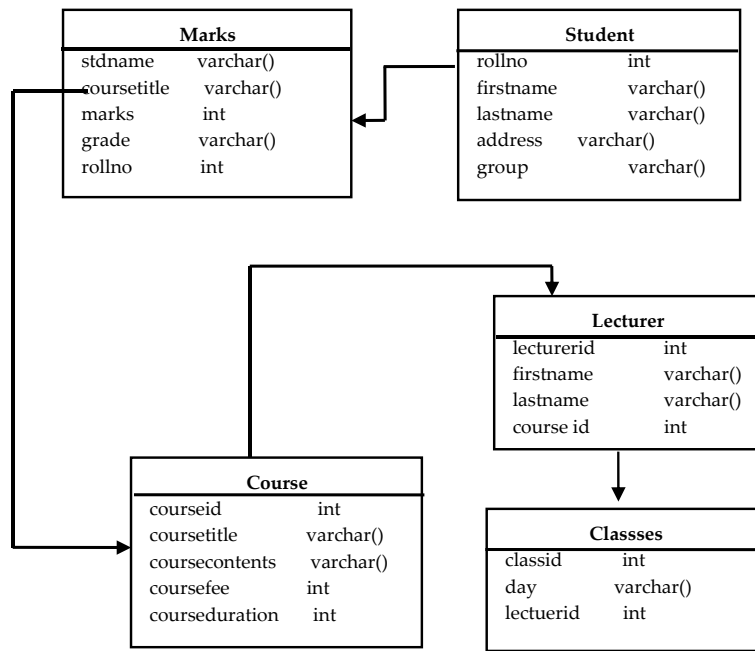 Marks
stdname varchar()
coursetitle varchar()
marks int
grade varchar()
rollno int
Student
rollno int
firstname varchar()
lastname varchar()
address varchar()
group varchar()
Lecturer
lecturerid int
firstname varchar()
lastname varchar()
course id int
Course
courseid int
coursetitle varchar()
coursecontents varchar()
coursefee int
courseduration int
Classses
classid int
day varchar()
lectuerid int